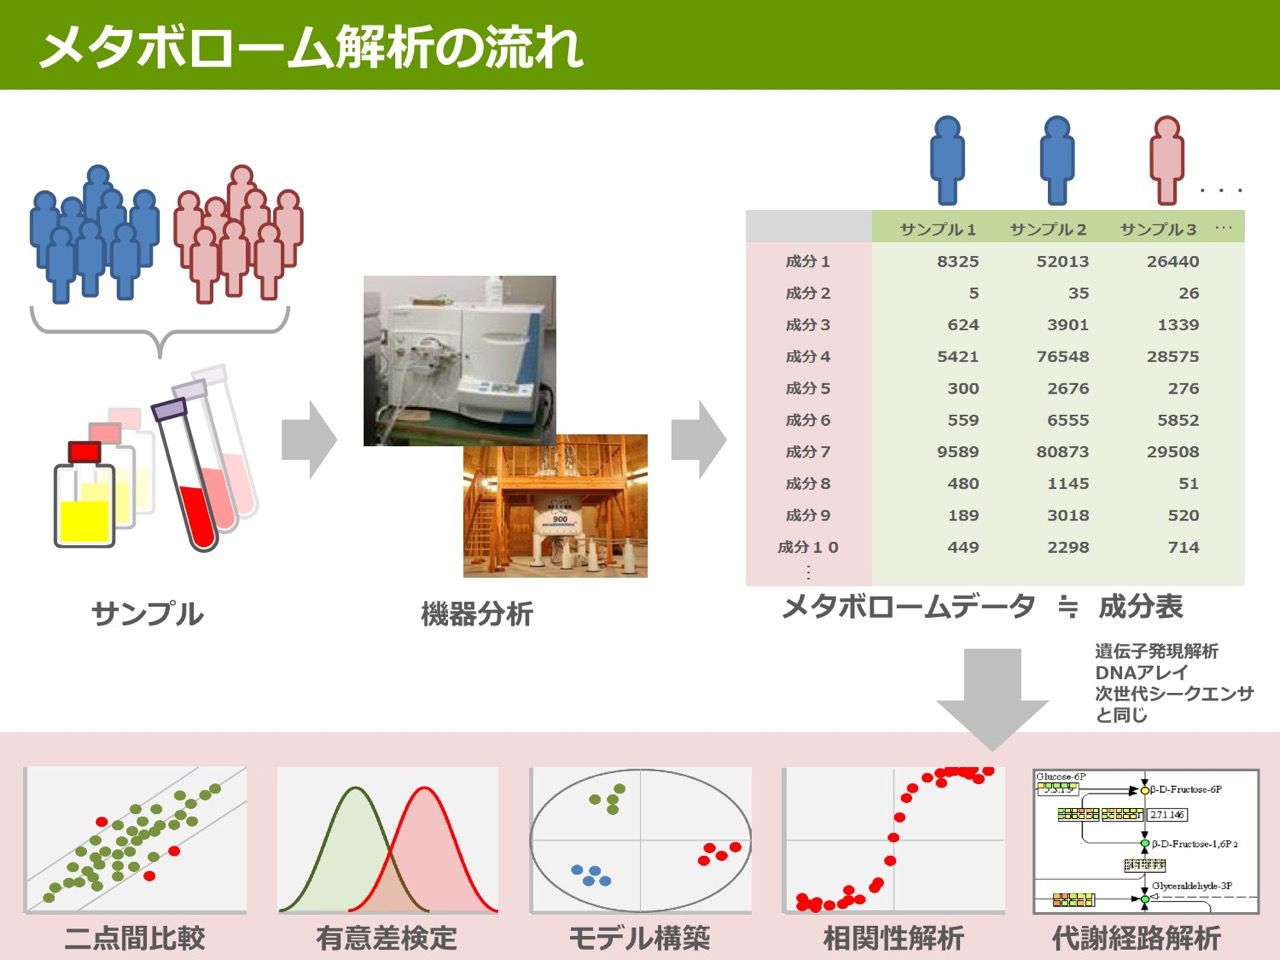 メタボローム解析の流れ
・・・
サンプル１ サンプル２ サンプル３ …
成分１ 8325 52013 26440
成分２ 5 35 26
成分３ 624 3901 1339
成分４ 5421 76548 28575
成分５ 300 2676 276
成分６ 559 6555 5852
成分７ 9589 80873 29508
成分８ 480 1145 51
成分９ 189 3018 520
成分１０ 449 2298 714
⋮
900
サンプル
機器分析
メタボロームデータ ≒ 成分表
遺伝子発現解析
DNAアレイ
次世代シークエンサ
と同じ
Glucose-6P
β-D-Fructose-6P
2.7.1.146
β-D-Fructose-1,6P2
Glyceraldehyde-3P
二点間比較
有意差検定
モデル構築
相関性解析
代謝経路解析